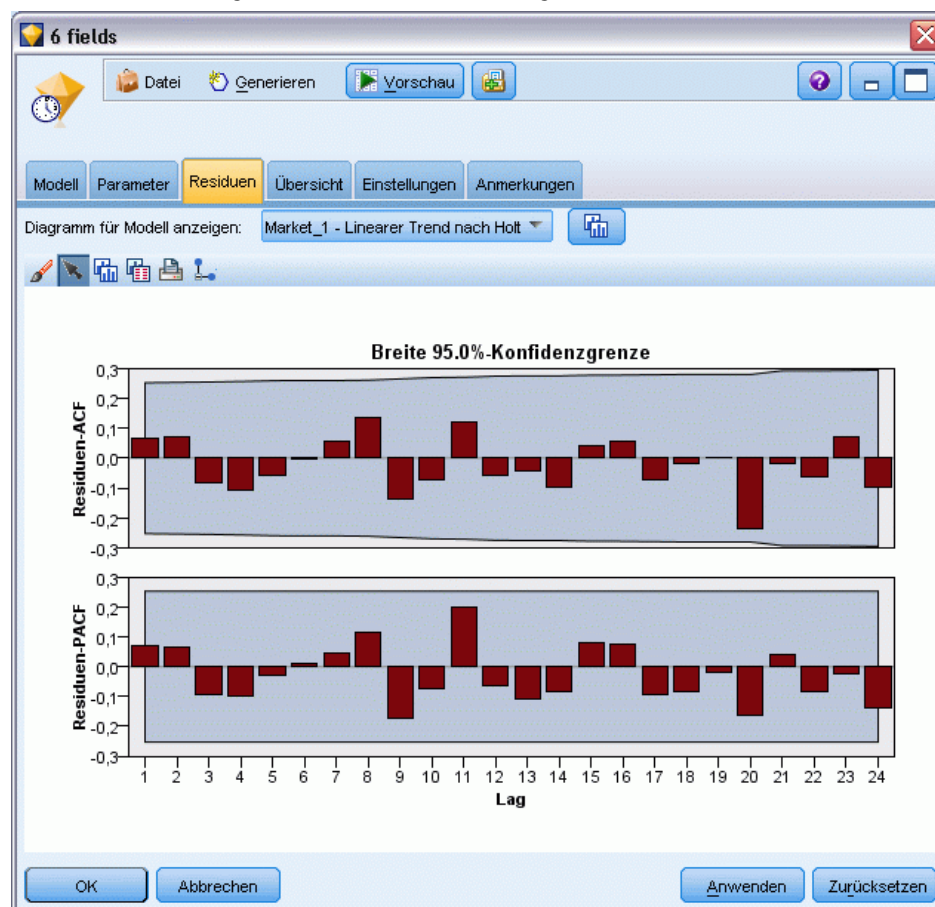 6 fields
Datei Generieren Vorschau
Modell Parameter Residuen Übersicht Einstellungen Anmerkungen
Diagramm für Modell anzeigen: Market_1 - Linearer Trend nach Holt
Breite 95.0%-Konfidenzgrenze
Residuen-ACF
0,3
0,2
0,1
0,0
-0,1
-0,2
-0,3
Residuen-PACF
0,3
0,2
0,1
0,0
-0,1
-0,2
-0,3
1 2 3 4 5 6 7 8 9 10 11 12 13 14 15 16 17 18 19 20 21 22 23 24
Lag
OK Abbrechen Anwenden Zurücksetzen